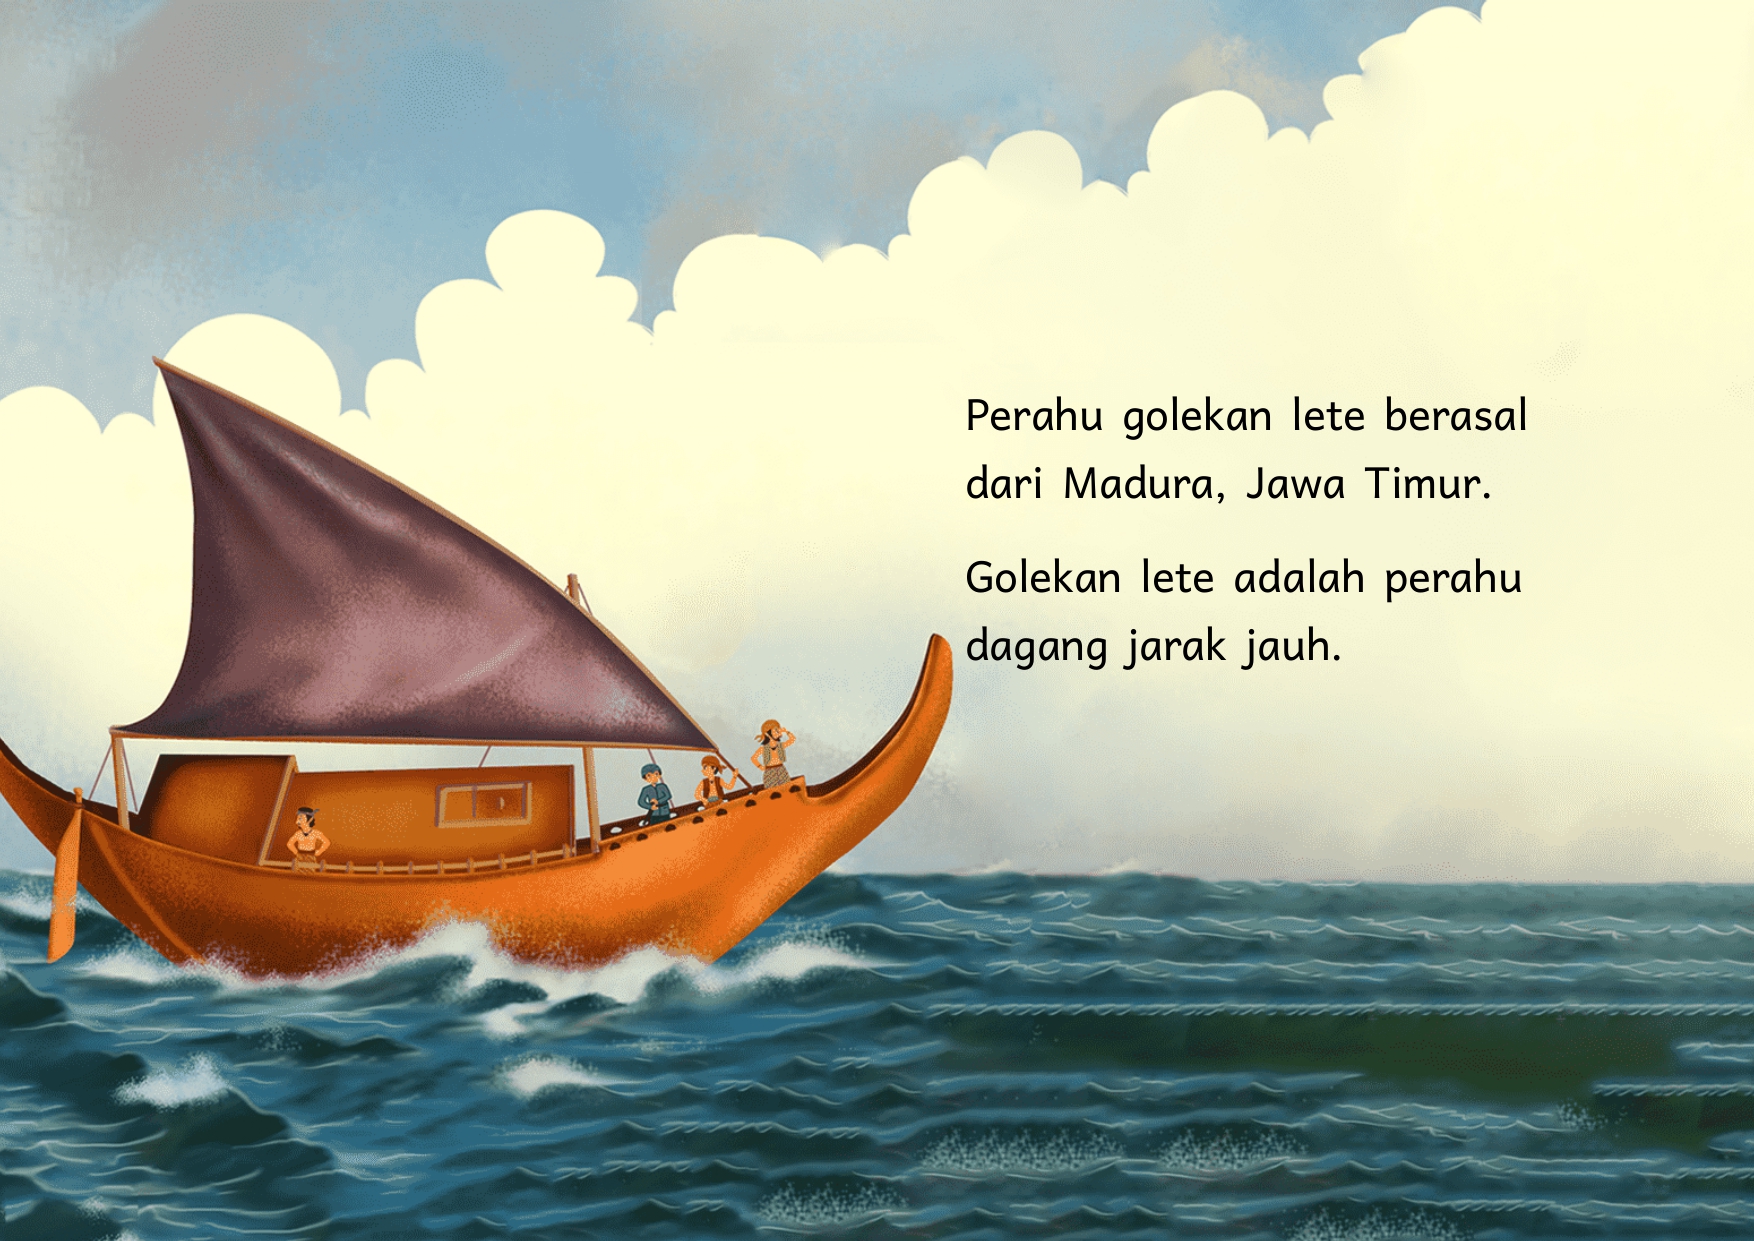 Perahu golekan lete berasal
dari Madura, Jawa Timur.
Golekan lete adalah perahu
dagang jarak jauh.